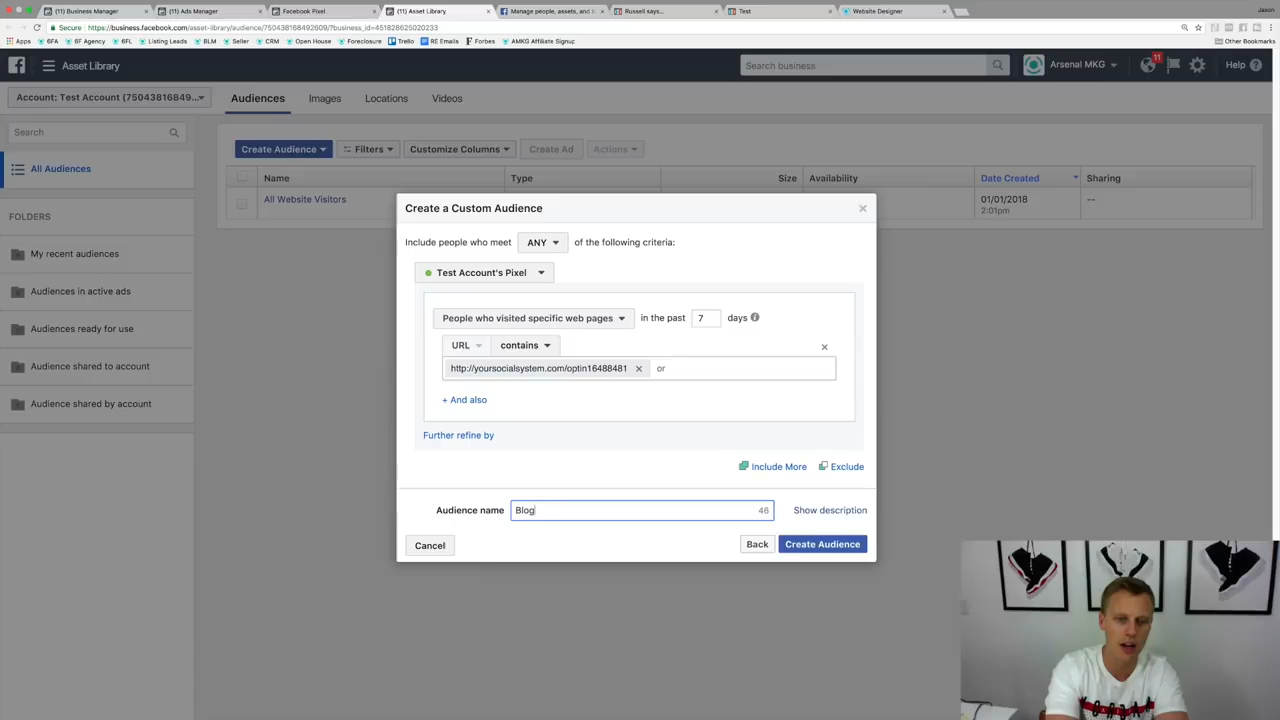 (11) Business Manager
(11) Ads Manager
Facebook Pixel
(11) Asset Library
Manage people, assets, and
Russell says...
Test
Website Designer
Jason
Secure
https://business.facebook.com/asset-library/audience/750438168492609/?business_id=451828625020233
Apps
6FA
6F Agency
6FL
Listing Leads
BLM
Seller
CRM
Open House
Foreclosure
Trello
RE Emails
Forbes
AMKG Affiliate Signup
Other Bookmarks
Asset Library
Search business
Arsenal MKG
11
Help
Account: Test Account (75043816849...
Audiences
Images
Locations
Videos
Search
Create Audience
Filters
Customize Columns
Create Ad
Actions
All Audiences
Name
Type
Size
Availability
Date Created
Sharing
All Website Visitors
01/01/2018
2:01pm
--
FOLDERS
My recent audiences
Audiences in active ads
Audiences ready for use
Audience shared to account
Audience shared by account
Create a Custom Audience
Include people who meet ANY of the following criteria:
Test Account's Pixel
People who visited specific web pages in the past 7 days
URL contains
http://yoursocialsystem.com/optin16488481 or
+ And also
Further refine by
Include More
Exclude
Audience name
Blog
46
Show description
Cancel
Back
Create Audience